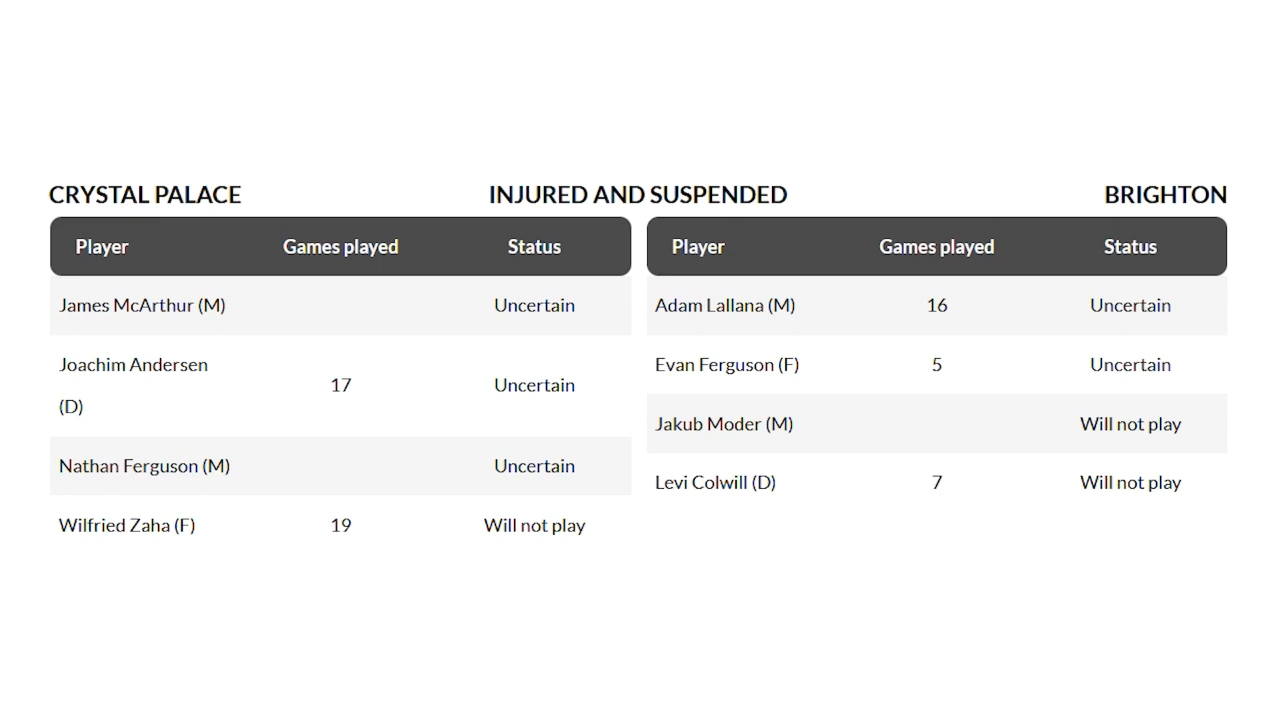 CRYSTAL PALACE INJURED AND SUSPENDED BRIGHTON
Player Games played Status
James McArthur (M) Uncertain
Joachim Andersen
(D) 17 Uncertain
Nathan Ferguson (M) Uncertain
Wilfried Zaha (F) 19 Will not play
Player Games played Status
Adam Lallana (M) 16 Uncertain
Evan Ferguson (F) 5 Uncertain
Jakub Moder (M) Will not play
Levi Colwill (D) 7 Will not play